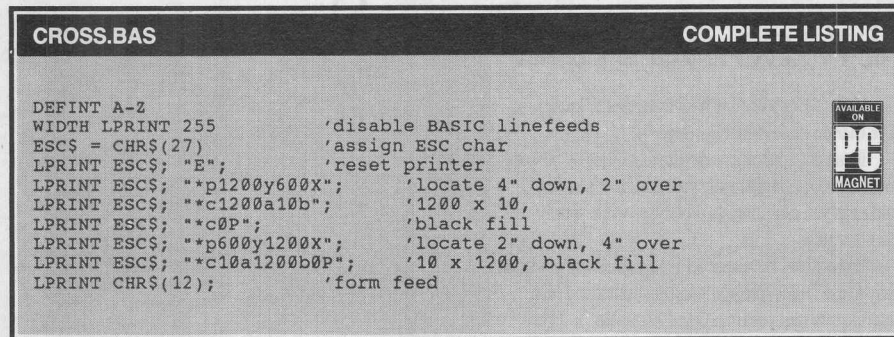 CROSS.BAS COMPLETE LISTING
DEFINT A-Z
WIDTH LPRINT 255 'disable BASIC linefeeds
ESC$ = CHR$(27) 'assign ESC char
LPRINT ESC$; "E"; 'reset printer
LPRINT ESC$; "*p1200y600X"; 'locate 4" down, 2" over
LPRINT ESC$; "*c1200a10b"; '1200 x 10,
LPRINT ESC$; "*c0P"; 'black fill
LPRINT ESC$; "*p600y1200X"; 'locate 2" down, 4" over
LPRINT ESC$; "*c10a1200b0P"; '10 x 1200, black fill
LPRINT CHR$(12); 'form feed
AVAILABLE
ON
PC
MAGNET